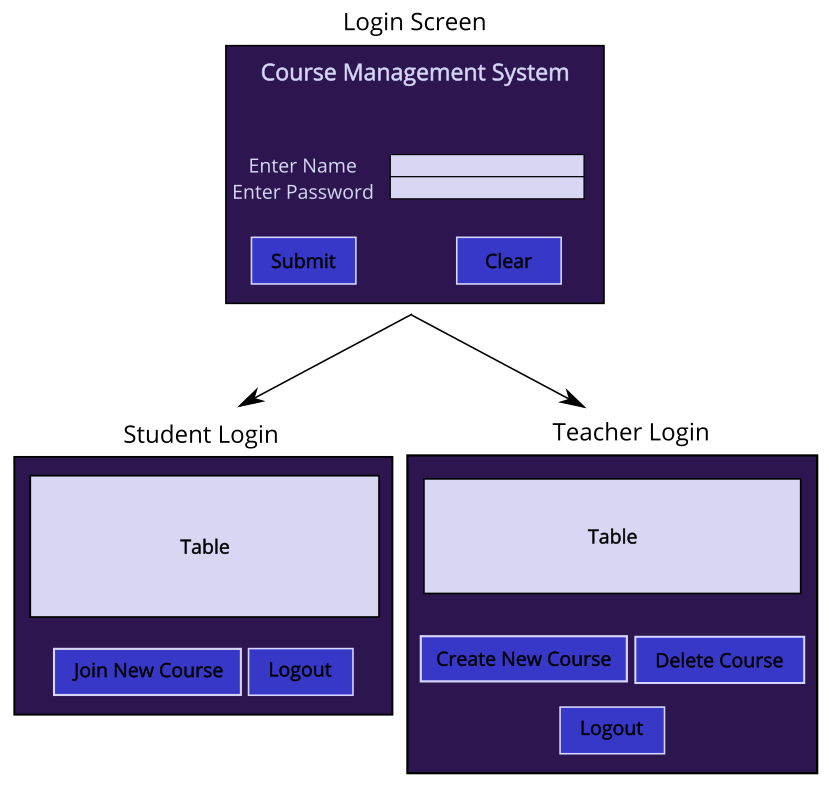 Login Screen
Course Management System
Enter Name
Enter Password
Submit
Clear
Student Login
Table
Join New Course
Logout
Teacher Login
Table
Create New Course
Delete Course
Logout